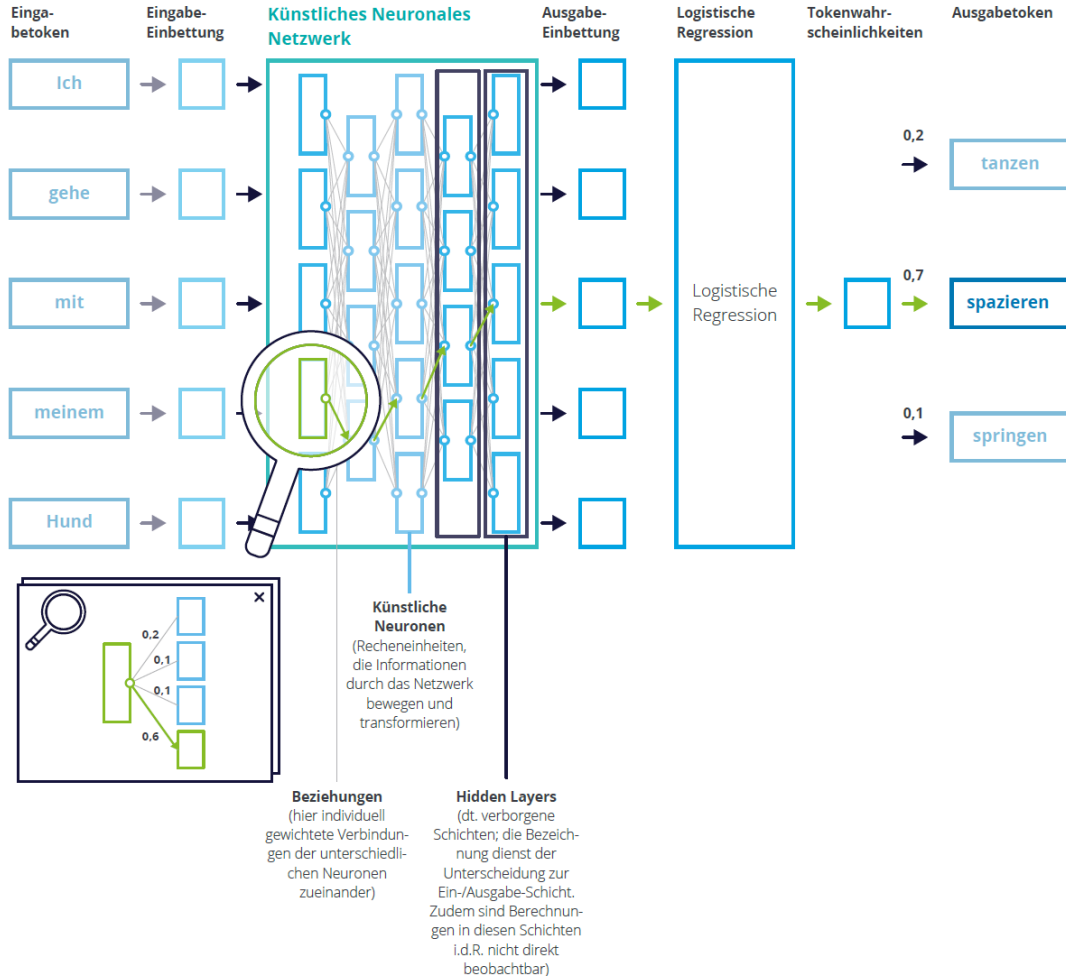 Einga-
betoken
Eingabe-
Einbettung
Künstliches Neuronales
Netzwerk
Ausgabe-
Einbettung
Logistische
Regression
Tokenwahr-
scheinlichkeiten
Ausgabetoken
Ich
gehe
mit
meinem
Hund
Logistische
Regression
0,2
tanzen
0,7
spazieren
0,1
springen
×
0,2
0,1
0,1
0,6
Künstliche
Neuronen
(Recheneinheiten,
die Informationen
durch das Netzwerk
bewegen und
transformieren)
Beziehungen
(hier individuell
gewichtete Verbindun-
gen der unterschiedli-
chen Neuronen
zueinander)
Hidden Layers
(dt. verborgene
Schichten; die Bezeich-
nung dienst der
Unterscheidung zur
Ein-/Ausgabe-Schicht.
Zudem sind Berechnun-
gen in diesen Schichten
i.d.R. nicht direkt
beobachtbar)